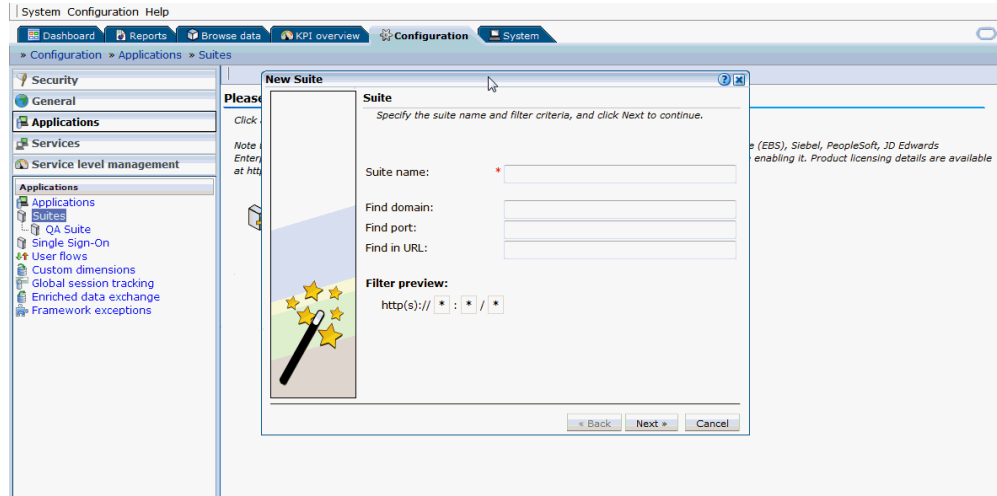 System Configuration Help
Dashboard Reports Browse data KPI overview Configuration System
» Configuration » Applications » Suites
Security
General
Applications
Services
Service level management
Applications
Applications
Suites
QA Suite
Single Sign-On
User flows
Custom dimensions
Global session tracking
Enriched data exchange
Framework exceptions
Please
Click
Note
(EBS), Siebel, PeopleSoft, JD Edwards
Enterp
enabling it. Product licensing details are available
at http
New Suite
Suite
Specify the suite name and filter criteria, and click Next to continue.
Suite name: *
Find domain:
Find port:
Find in URL:
Filter preview:
http(s):// * : * / *
« Back Next » Cancel